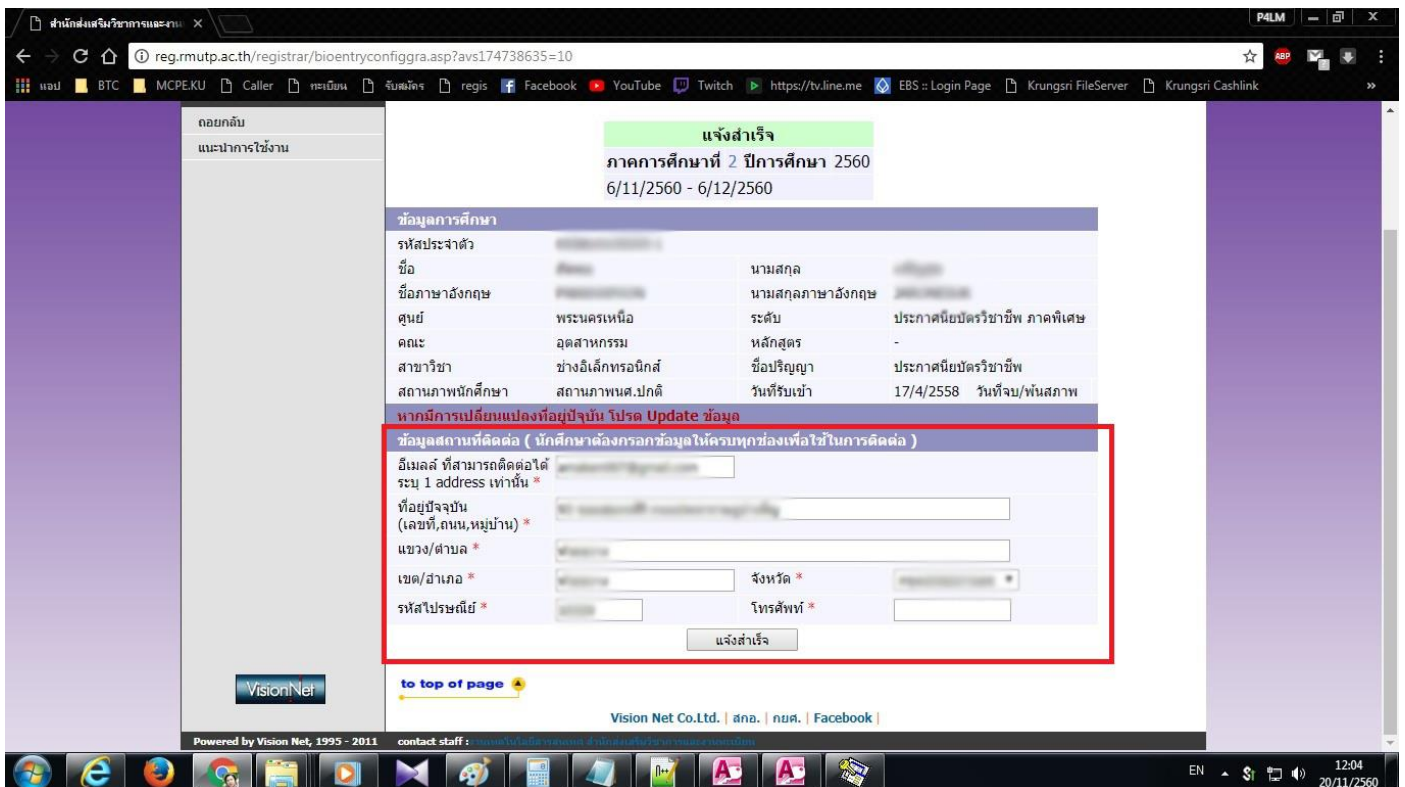 สำนักส่งเสริมวิชาการและงาน
P4LM
reg.rmutp.ac.th/registrar/bioentryconfiggra.asp?avs174738635=10
ABP
แอป BTC MCPE.KU Caller ทะเบียน รับสมัคร regis Facebook YouTube Twitch https://tv.line.me EBS :: Login Page Krungsri FileServer Krungsri Cashlink »
ถอยกลับ
แนะนำการใช้งาน
แจ้งสำเร็จ
ภาคการศึกษาที่ 2 ปีการศึกษา 2560
6/11/2560 - 6/12/2560
ข้อมูลการศึกษา
รหัสประจำตัว
ชื่อ นามสกุล
ชื่อภาษาอังกฤษ นามสกุลภาษาอังกฤษ
ศูนย์ พระนครเหนือ ระดับ ประกาศนียบัตรวิชาชีพ ภาคพิเศษ
คณะ อุตสาหกรรม หลักสูตร -
สาขาวิชา ช่างอิเล็กทรอนิกส์ ชื่อปริญญา ประกาศนียบัตรวิชาชีพ
สถานภาพนักศึกษา สถานภาพนศ.ปกติ วันที่รับเข้า 17/4/2558 วันที่จบ/พ้นสภาพ
หากมีการเปลี่ยนแปลงที่อยู่ปัจุบัน โปรด Update ข้อมูล
ข้อมูลสถานที่ติดต่อ ( นักศึกษาต้องกรอกข้อมูลให้ครบทุกช่องเพื่อใช้ในการติดต่อ )
อีเมลล์ ที่สามารถติดต่อได้
ระบุ 1 address เท่านั้น *
ที่อยู่ปัจจุบัน
(เลขที่,ถนน,หมู่บ้าน) *
แขวง/ตำบล *
เขต/อำเภอ * จังหวัด *
รหัสไปรษณีย์ * โทรศัพท์ *
แจ้งสำเร็จ
VisionNet
to top of page
Vision Net Co.Ltd. | สกอ. | กยศ. | Facebook |
Powered by Vision Net, 1995 - 2011 contact staff :
EN 12:04
20/11/2560